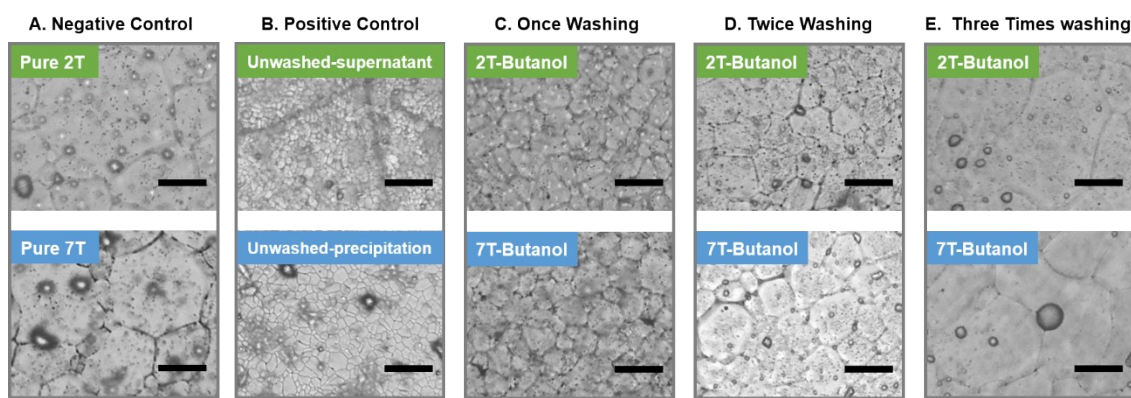 A. Negative Control
B. Positive Control
C. Once Washing
D. Twice Washing
E. Three Times washing
Pure 2T
Unwashed-supernatant
2T-Butanol
2T-Butanol
2T-Butanol
Pure 7T
Unwashed-precipitation
7T-Butanol
7T-Butanol
7T-Butanol